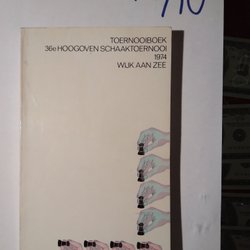 TOERNOOIBOEK
36e HOOGOVEN SCHAAKTOERNOOI
1974
WIJK AAN ZEE